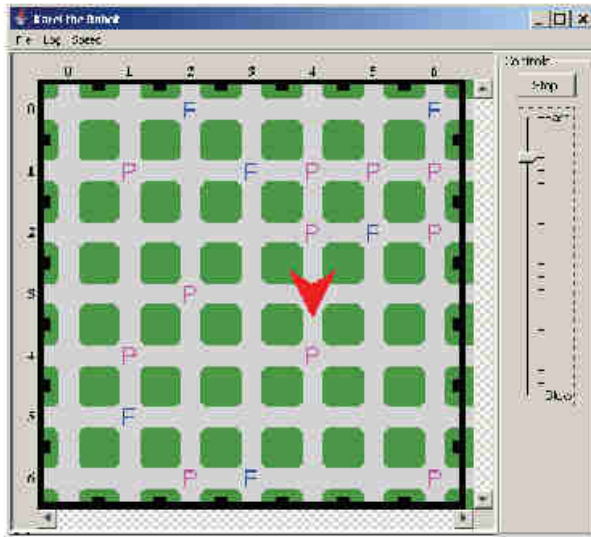 Karel the Robot
File Log Speed
Controls
Stop
0 1 2 3 4 5 6
0 F F
1 P F P P P
2 P F P
3 P
4 P P
5 F
6 P F P